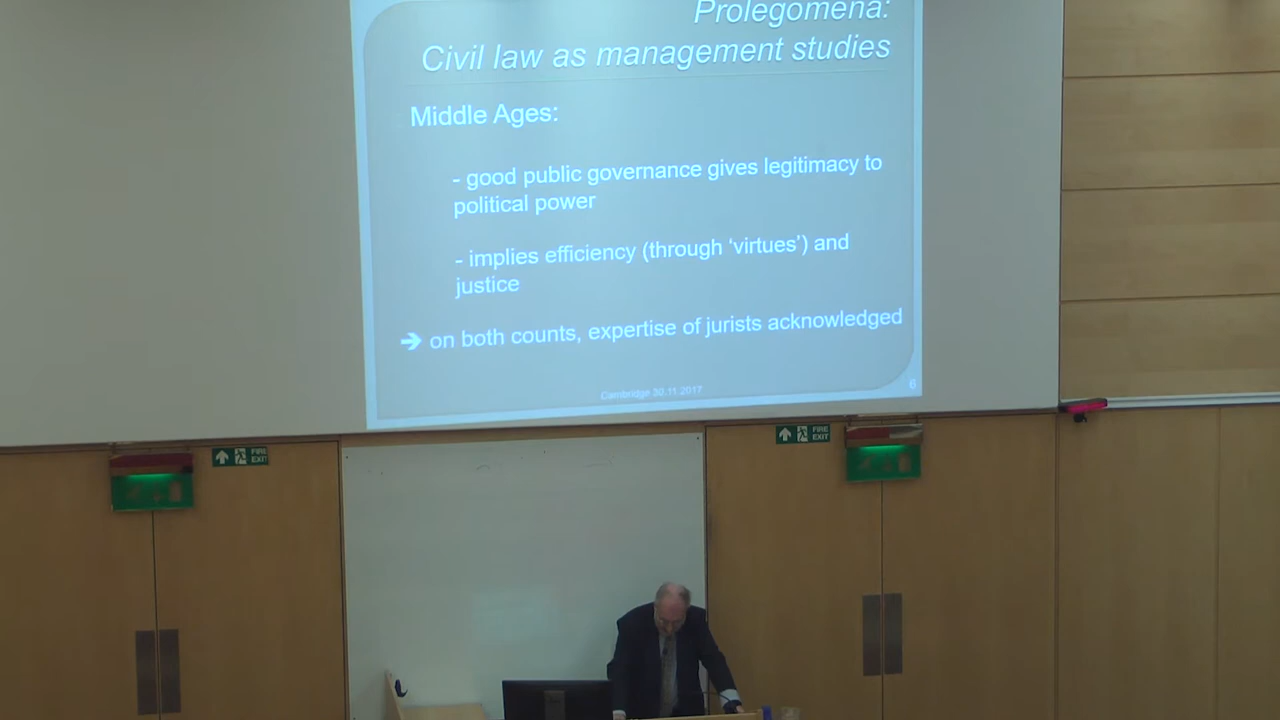 Prolegomena:
Civil law as management studies
Middle Ages:
- good public governance gives legitimacy to
political power
- implies efficiency (through ‘virtues’) and
justice
➔ on both counts, expertise of jurists acknowledged
Cambridge 30.11.2017
6
FIRE
EXIT
FIRE
EXIT